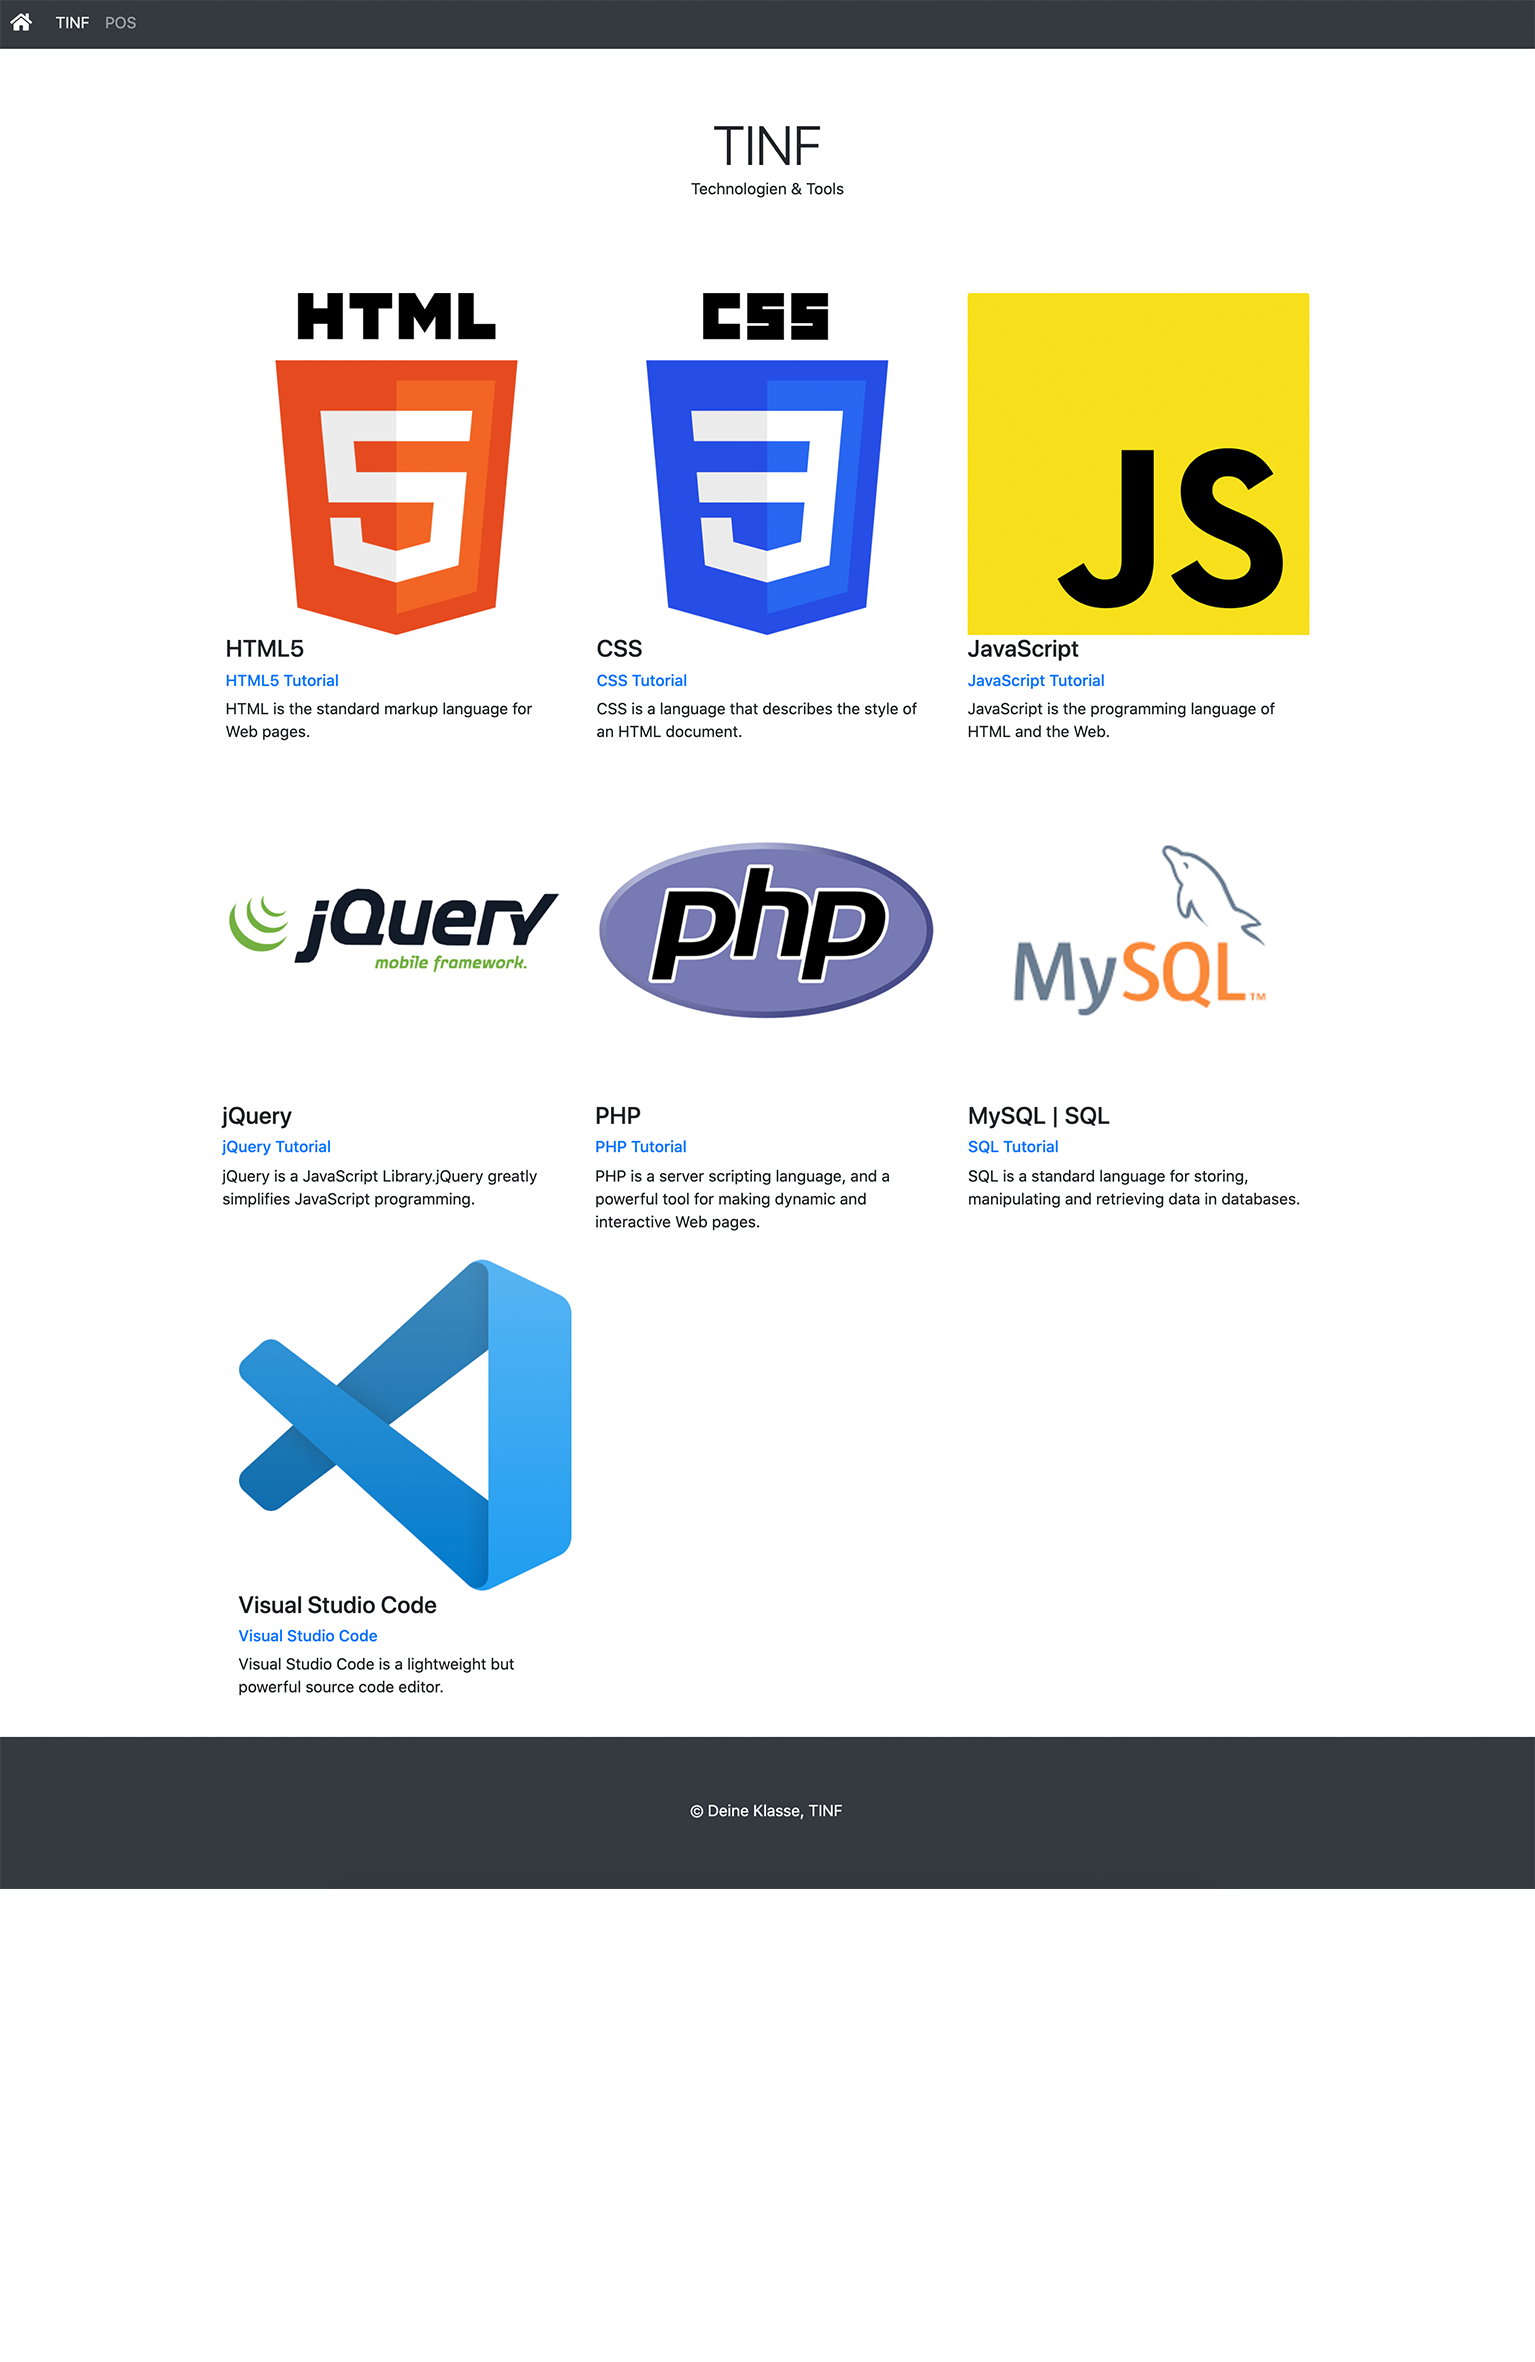 TINF POS
TINF
Technologien & Tools
HTML
CSS
JS
HTML5
HTML5 Tutorial
HTML is the standard markup language for
Web pages.
CSS
CSS Tutorial
CSS is a language that describes the style of
an HTML document.
JavaScript
JavaScript Tutorial
JavaScript is the programming language of
HTML and the Web.
jQuery
mobile framework.
php
MySQL™
jQuery
jQuery Tutorial
jQuery is a JavaScript Library.jQuery greatly
simplifies JavaScript programming.
PHP
PHP Tutorial
PHP is a server scripting language, and a
powerful tool for making dynamic and
interactive Web pages.
MySQL | SQL
SQL Tutorial
SQL is a standard language for storing,
manipulating and retrieving data in databases.
Visual Studio Code
Visual Studio Code
Visual Studio Code is a lightweight but
powerful source code editor.
© Deine Klasse, TINF